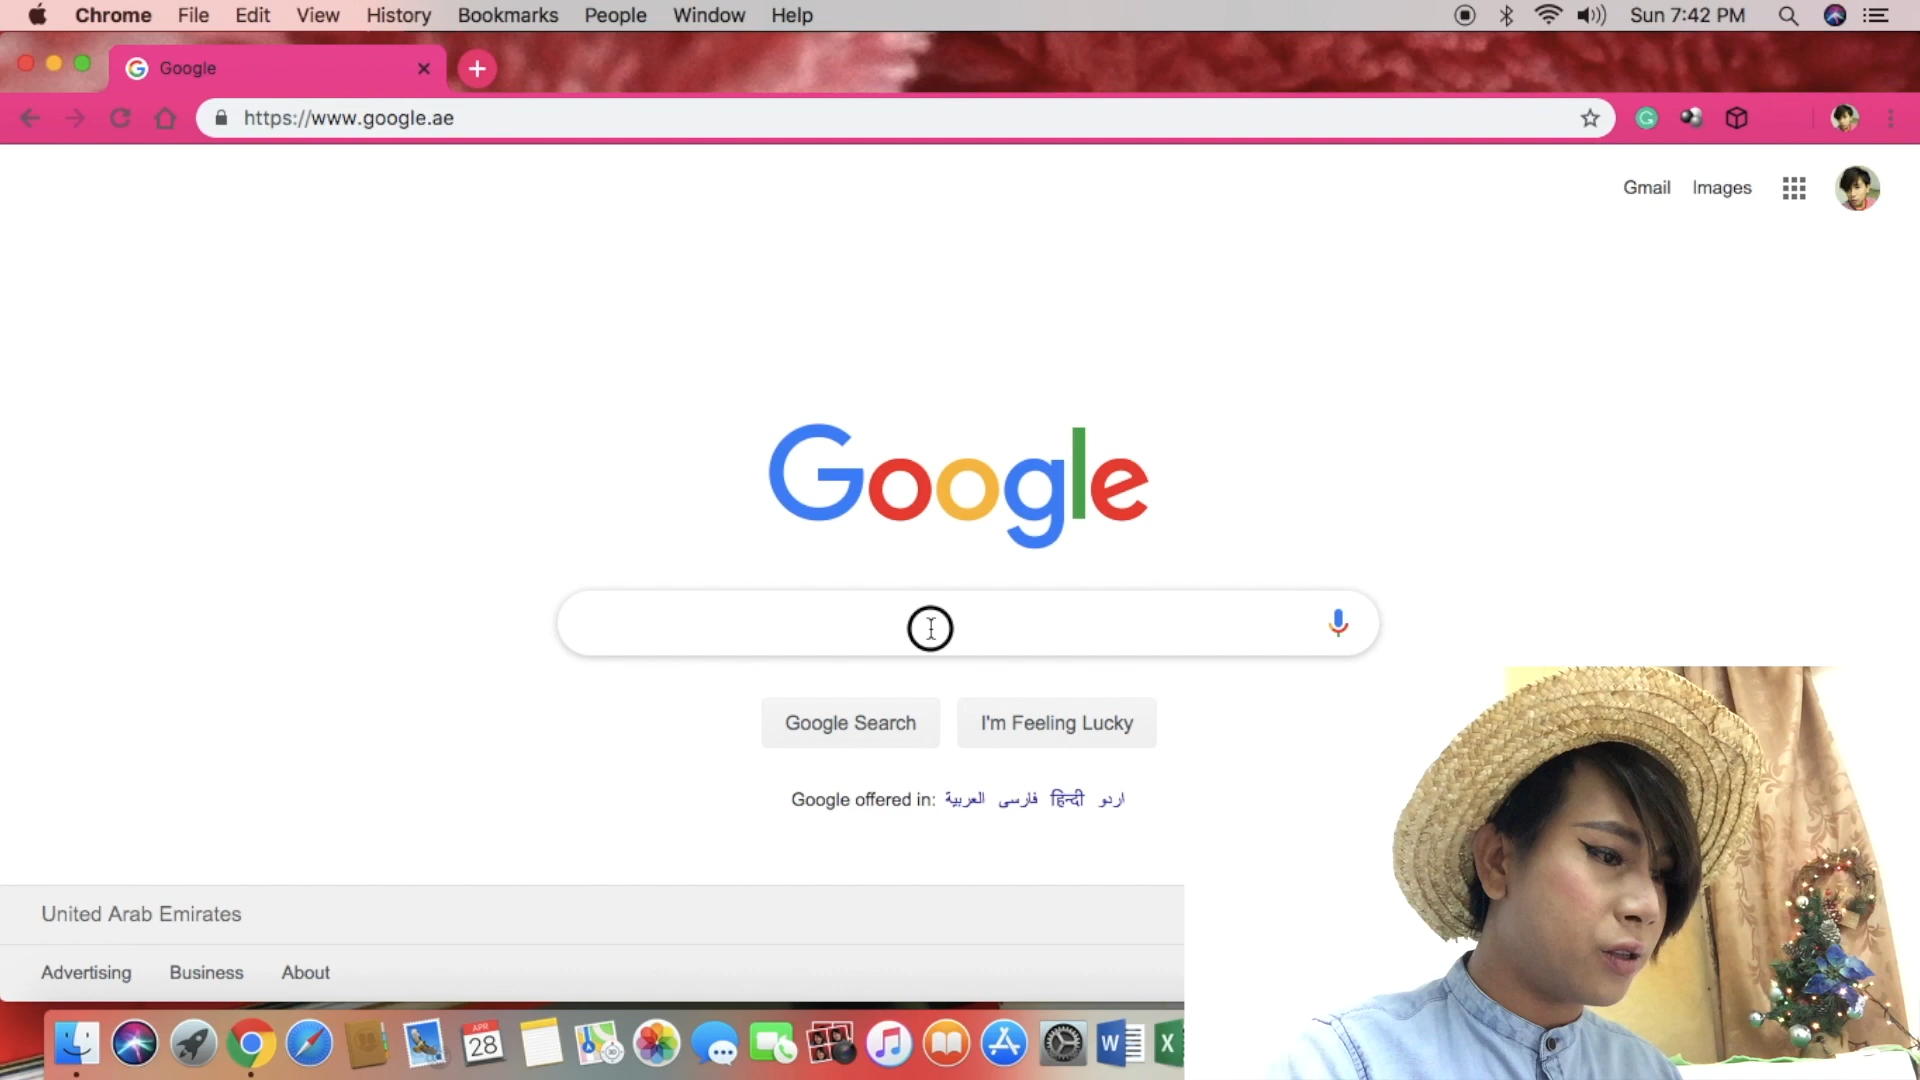 Chrome File Edit View History Bookmarks People Window Help Sun 7:42 PM
Google
https://www.google.ae
Gmail Images
Google
Google Search I'm Feeling Lucky
Google offered in: العربية فارسی हिन्दी اردو
United Arab Emirates
Advertising Business About
APR
28
W X